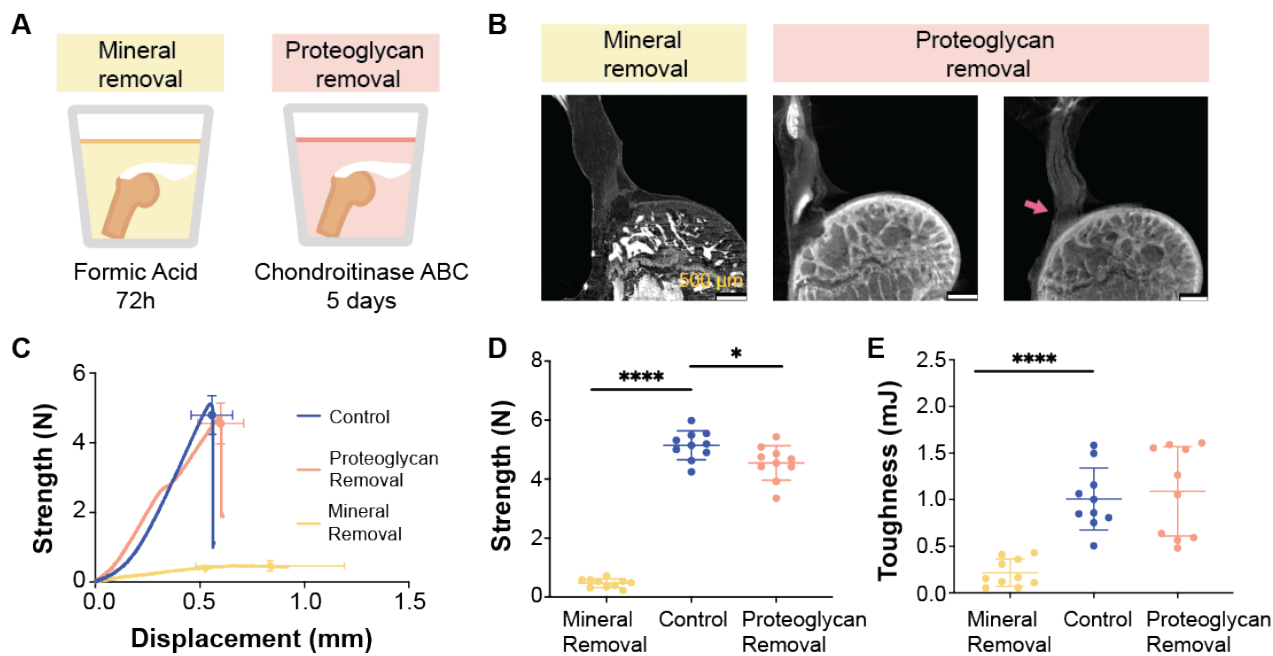 A
Mineral
removal
Proteoglycan
removal
Formic Acid
72h
Chondroitinase ABC
5 days
B
Mineral
removal
Proteoglycan
removal
500 µm
C
Strength (N)
6
4
2
0
0.0
0.5
1.0
1.5
Displacement (mm)
Control
Proteoglycan
Removal
Mineral
Removal
D
Strength (N)
8
6
4
2
0
****
*
Mineral
Removal
Control
Proteoglycan
Removal
E
Toughness (mJ)
2.5
2.0
1.5
1.0
0.5
0.0
****
Mineral
Removal
Control
Proteoglycan
Removal